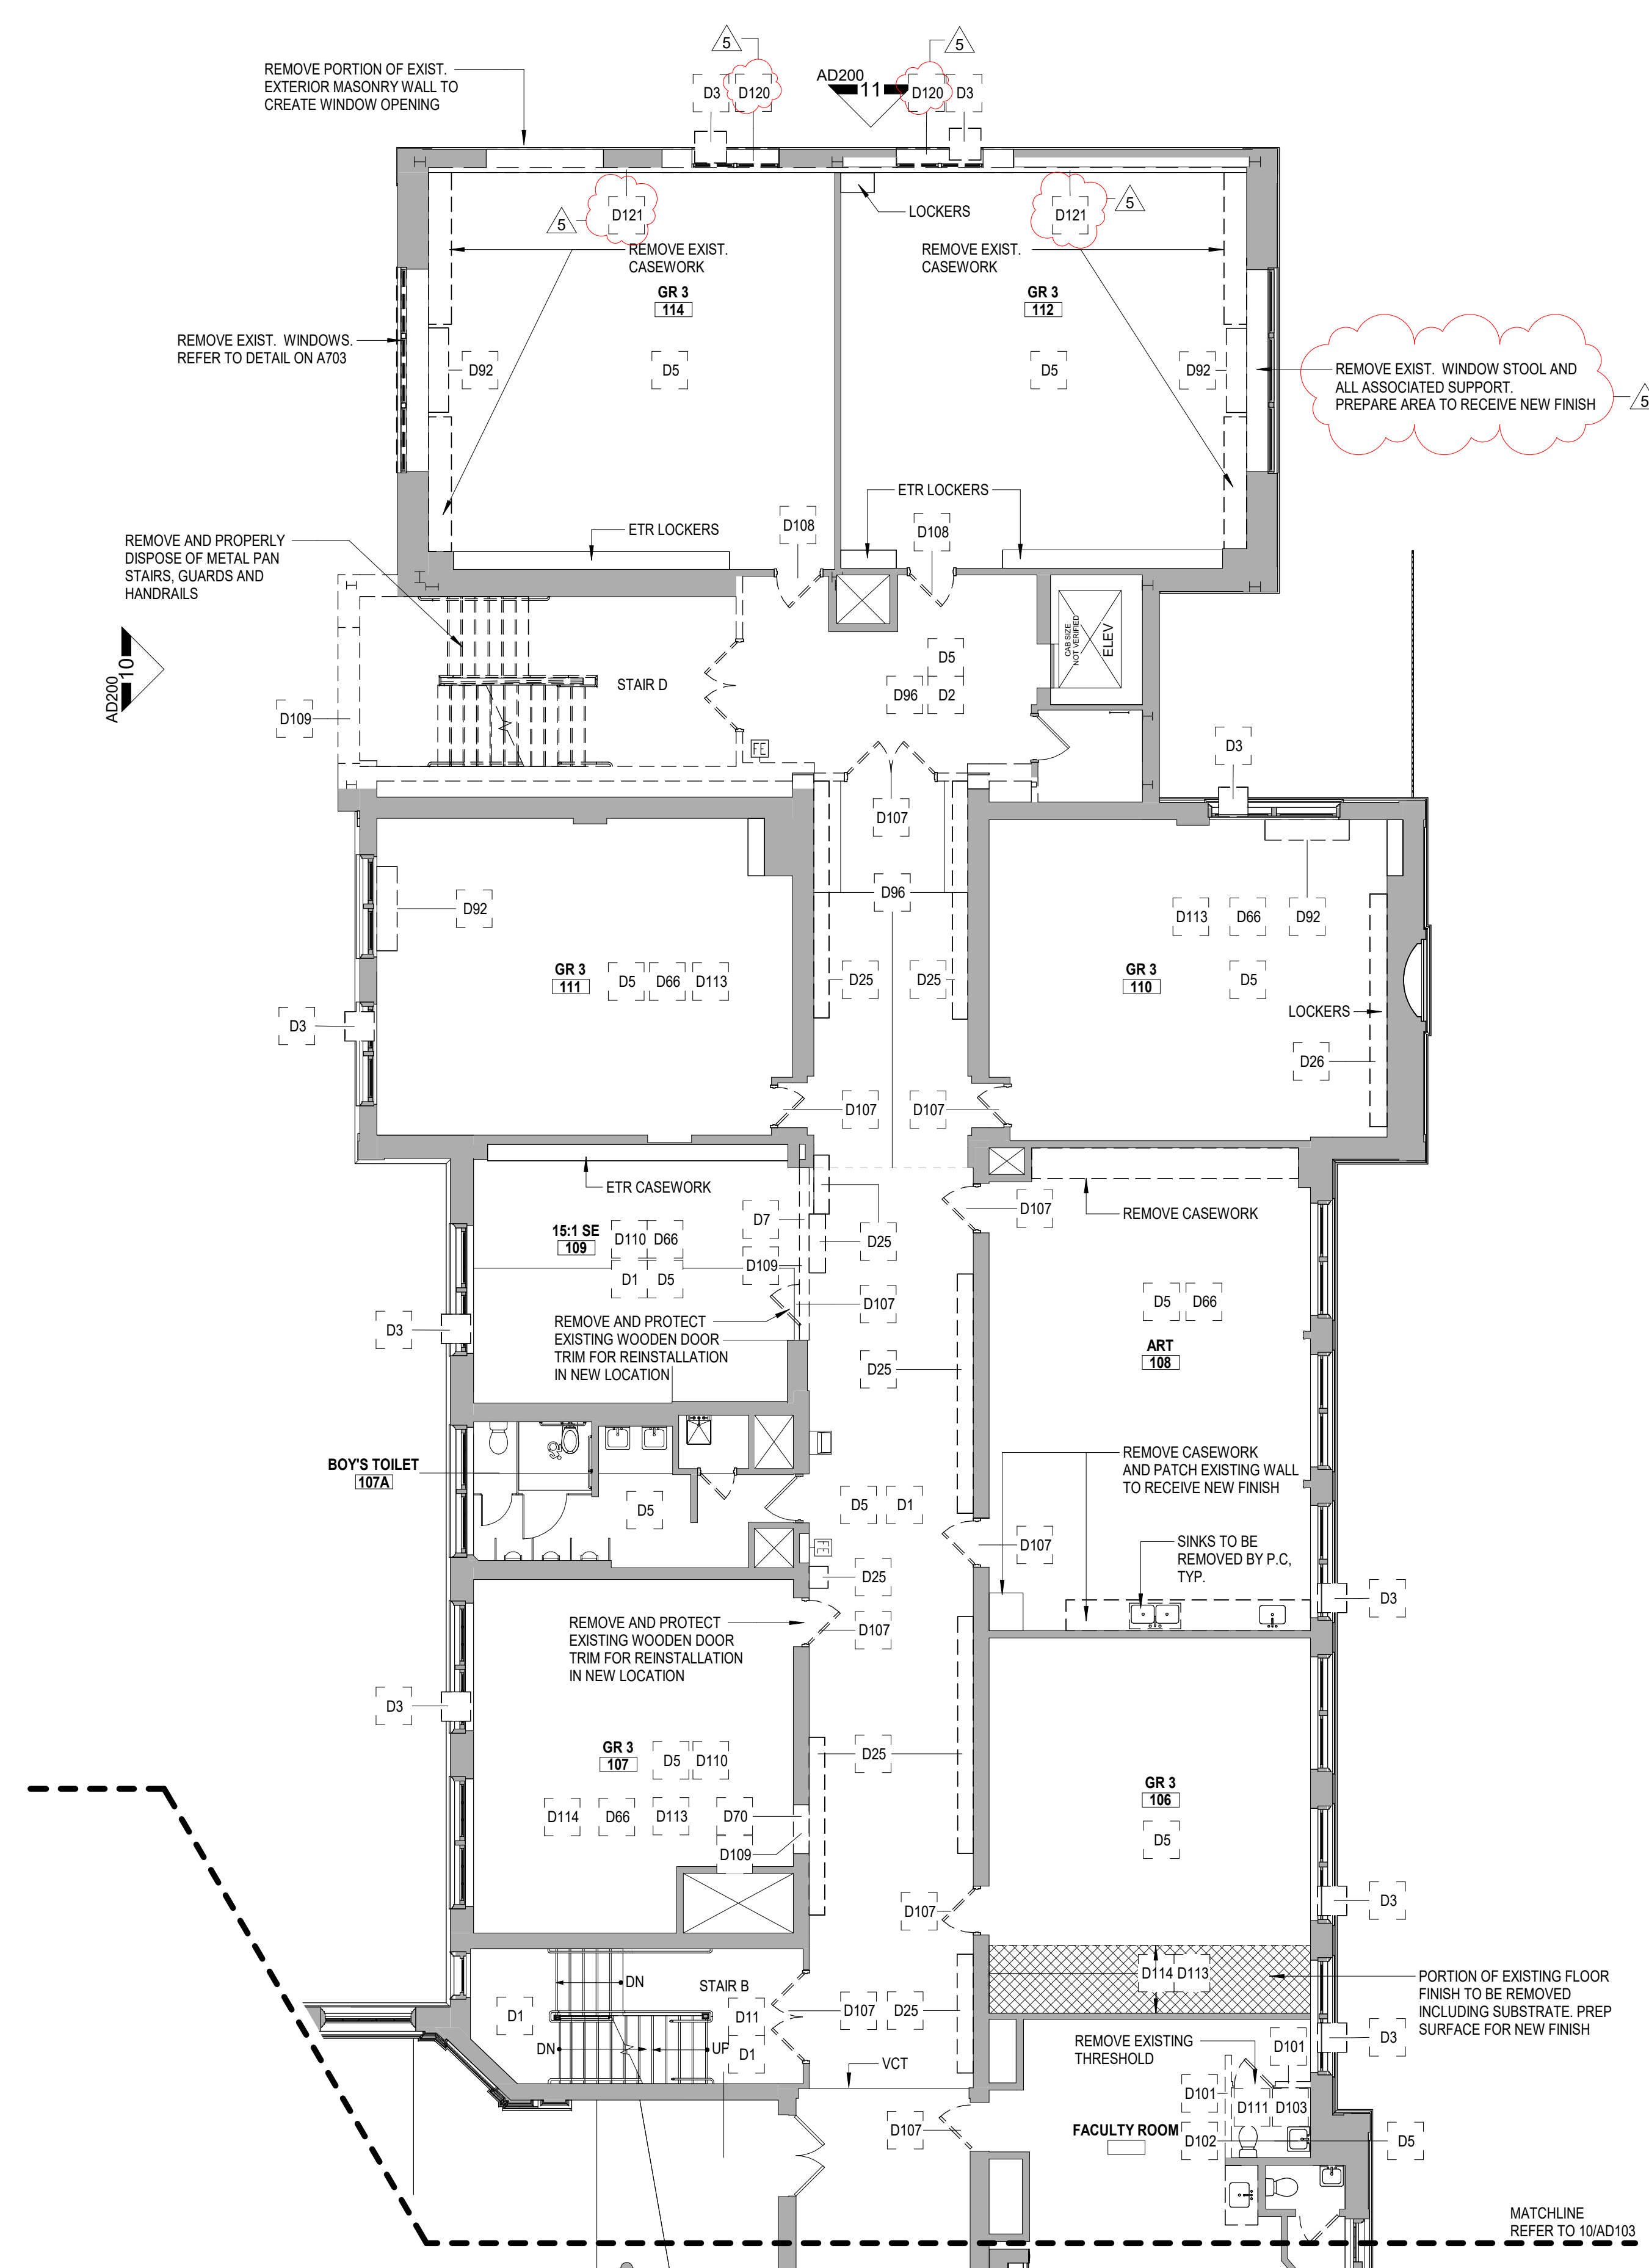 5
5
REMOVE PORTION OF EXIST.
EXTERIOR MASONRY WALL TO
CREATE WINDOW OPENING
D3
D120
AD200
11
D120
D3
D121
5
D121
5
LOCKERS
REMOVE EXIST.
CASEWORK
REMOVE EXIST.
CASEWORK
GR 3
114
GR 3
112
REMOVE EXIST. WINDOWS.
REFER TO DETAIL ON A703
D92
D5
D5
D92
REMOVE EXIST. WINDOW STOOL AND
ALL ASSOCIATED SUPPORT.
PREPARE AREA TO RECEIVE NEW FINISH
5
ETR LOCKERS
ETR LOCKERS
D108
D108
REMOVE AND PROPERLY
DISPOSE OF METAL PAN
STAIRS, GUARDS AND
HANDRAILS
CAB SIZE
NOT VERIFIED
ELEV
AD200
10
STAIR D
D5
D96
D2
D109
FE
D3
D107
D96
D92
D113
D66
D92
GR 3
111
D5
D66
D113
D25
D25
GR 3
110
D5
LOCKERS
D3
D26
D107
D107
ETR CASEWORK
D107
REMOVE CASEWORK
15:1 SE
109
D110
D66
D7
D25
D1
D5
D109
D107
D3
REMOVE AND PROTECT
EXISTING WOODEN DOOR
TRIM FOR REINSTALLATION
IN NEW LOCATION
D5
D66
ART
108
D25
BOY'S TOILET
107A
REMOVE CASEWORK
AND PATCH EXISTING WALL
TO RECEIVE NEW FINISH
D5
D5
D1
D107
FE
SINKS TO BE
REMOVED BY P.C,
TYP.
D25
D3
REMOVE AND PROTECT
EXISTING WOODEN DOOR
TRIM FOR REINSTALLATION
IN NEW LOCATION
D107
D3
GR 3
107
D5
D110
D25
GR 3
106
D114
D66
D113
D70
D5
D109
D107
D3
STAIR B
DN
D1
D11
DN
UP
D1
D107
D25
D114
D113
PORTION OF EXISTING FLOOR
FINISH TO BE REMOVED
INCLUDING SUBSTRATE. PREP
SURFACE FOR NEW FINISH
VCT
REMOVE EXISTING
THRESHOLD
D101
D3
D101
D111
D103
D107
FACULTY ROOM
D102
D5
MATCHLINE
REFER TO 10/AD103